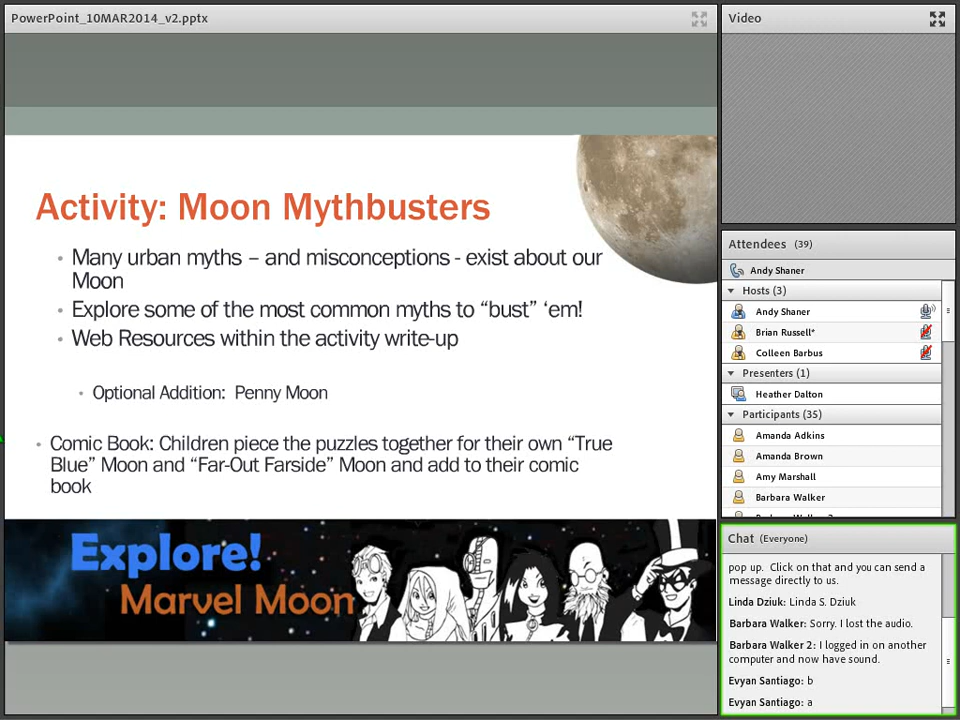 PowerPoint_10MAR2014_v2.pptx
Activity: Moon Mythbusters
• Many urban myths – and misconceptions - exist about our
Moon
• Explore some of the most common myths to “bust” ‘em!
• Web Resources within the activity write-up
• Optional Addition: Penny Moon
• Comic Book: Children piece the puzzles together for their own “True
Blue” Moon and “Far-Out Farside” Moon and add to their comic
book
Explore!
Marvel Moon
Video
Attendees (39)
Andy Shaner
Hosts (3)
Andy Shaner
Brian Russell*
Colleen Barbus
Presenters (1)
Heather Dalton
Participants (35)
Amanda Adkins
Amanda Brown
Amy Marshall
Barbara Walker
Barbara Walker 2
Chat (Everyone)
pop up. Click on that and you can send a
message directly to us.
Linda Dziuk: Linda S. Dziuk
Barbara Walker: Sorry. I lost the audio.
Barbara Walker 2: I logged in on another
computer and now have sound.
Evyan Santiago: b
Evyan Santiago: a